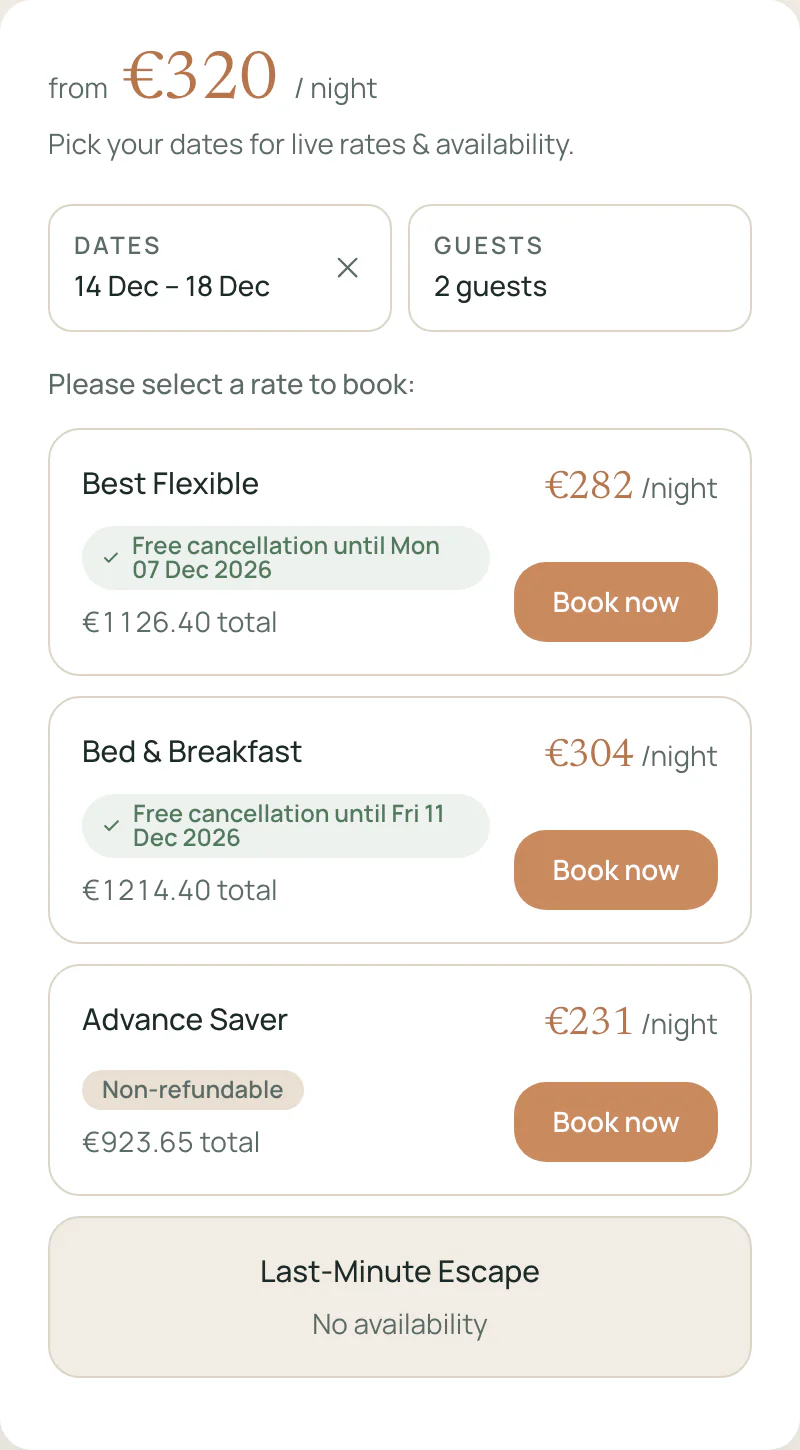 from €320 / night
Pick your dates for live rates & availability.
DATES
14 Dec – 18 Dec
GUESTS
2 guests
Please select a rate to book:
Best Flexible
€282 /night
Free cancellation until Mon
07 Dec 2026
€1126.40 total
Book now
Bed & Breakfast
€304 /night
Free cancellation until Fri 11
Dec 2026
€1214.40 total
Book now
Advance Saver
€231 /night
Non-refundable
€923.65 total
Book now
Last-Minute Escape
No availability